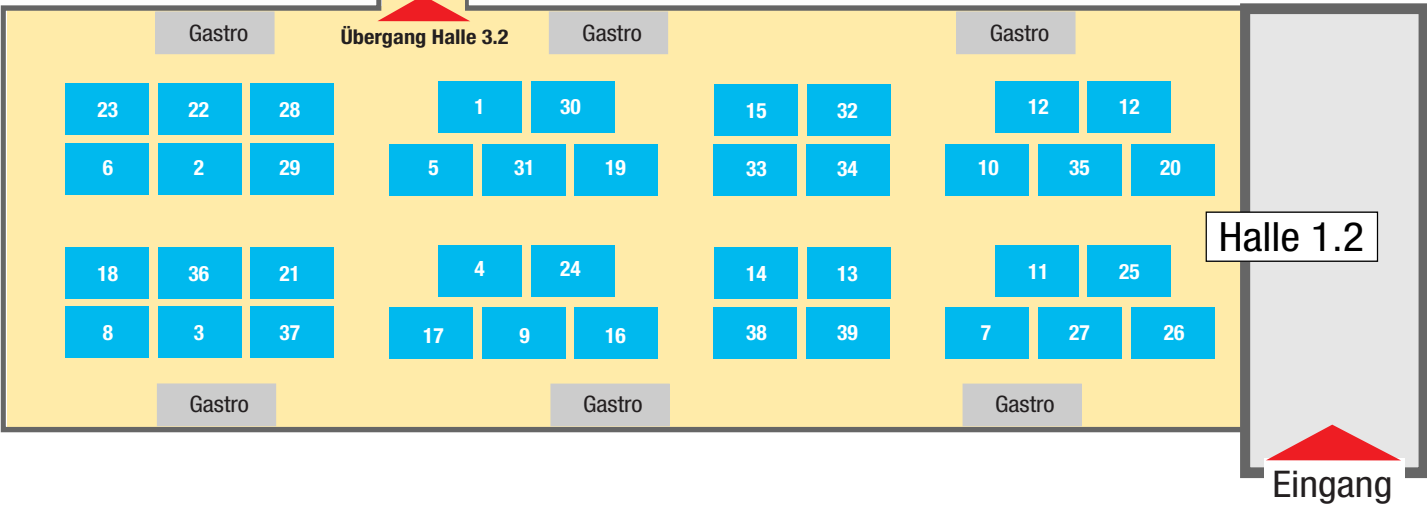 Gastro Übergang Halle 3.2 Gastro Gastro
23 22 28 1 30 15 32 12 12
6 2 29 5 31 19 33 34 10 35 20
Halle 1.2
18 36 21 4 24 14 13 11 25
8 3 37 17 9 16 38 39 7 27 26
Gastro Gastro Gastro
Eingang